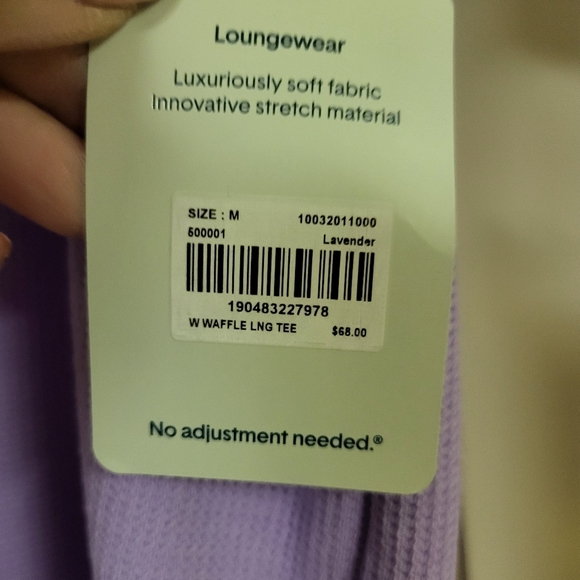 Loungewear
Luxuriously soft fabric
Innovative stretch material
SIZE : M 10032011000
500001 Lavender
190483227978
W WAFFLE LNG TEE $68.00
No adjustment needed.®